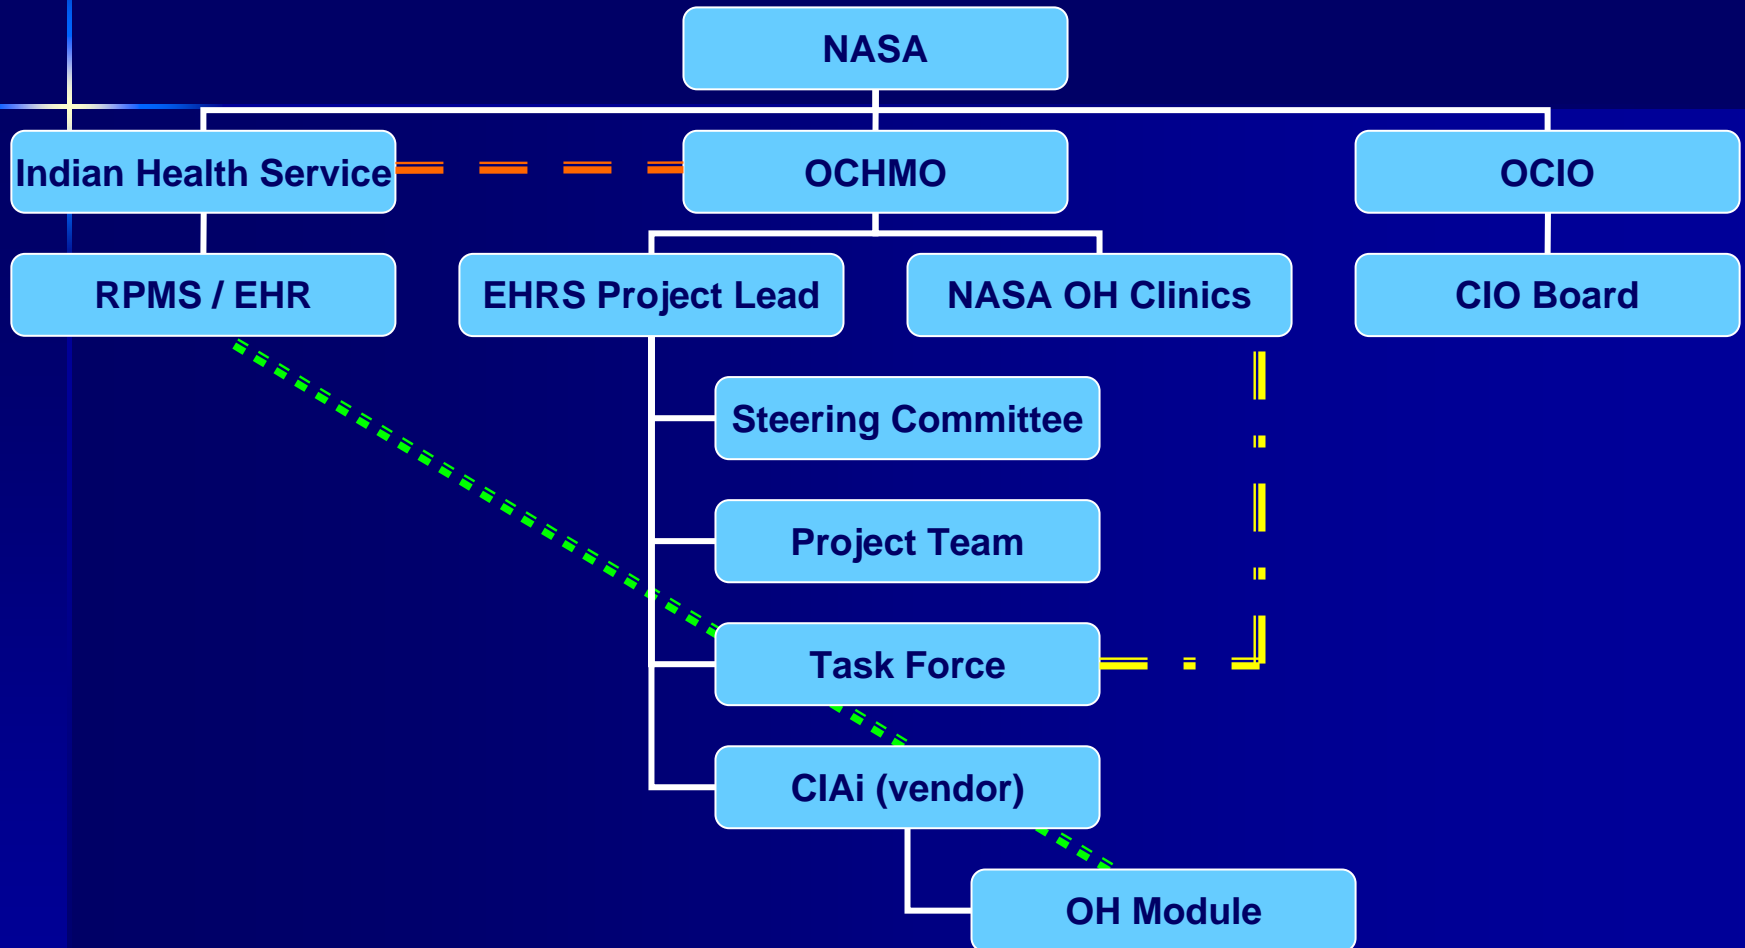 NASA
Indian Health Service
OCHMO
OCIO
RPMS / EHR
EHRS Project Lead
NASA OH Clinics
CIO Board
Steering Committee
Project Team
Task Force
CIAi (vendor)
OH Module